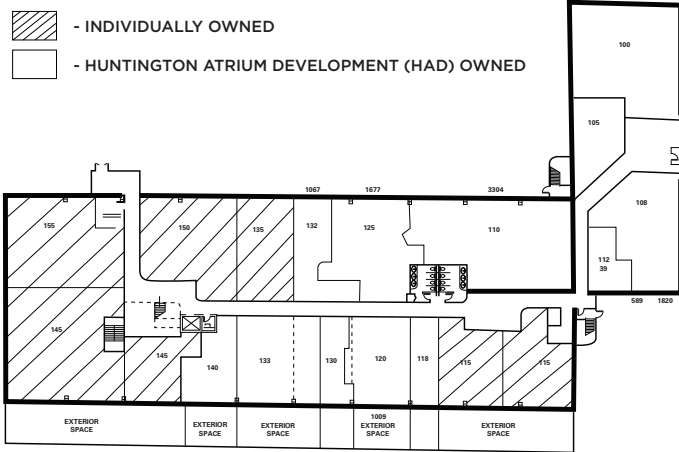 - INDIVIDUALLY OWNED
- HUNTINGTON ATRIUM DEVELOPMENT (HAD) OWNED
100
105
1067 1677 3304
108
155 150 135 132 125 110
112
39
589 1820
145
145 140 133 130 120 118 115 115
1009
EXTERIOR
SPACE
EXTERIOR
SPACE
EXTERIOR
SPACE
EXTERIOR
SPACE
EXTERIOR
SPACE